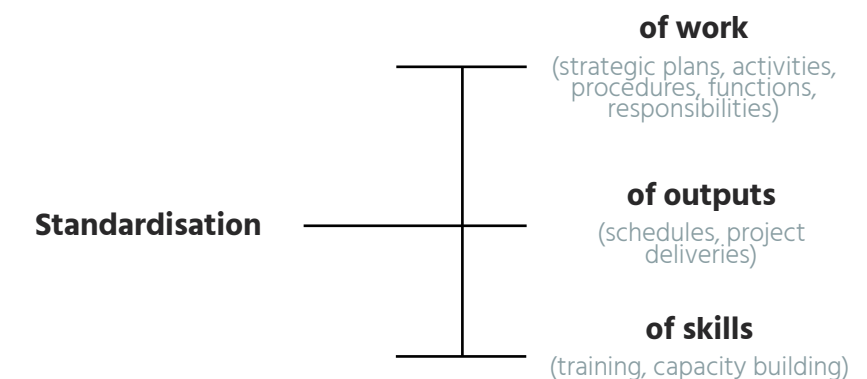 of work
(strategic plans, activities,
procedures, functions,
responsibilities)
Standardisation
of outputs
(schedules, project
deliveries)
of skills
(training, capacity building)